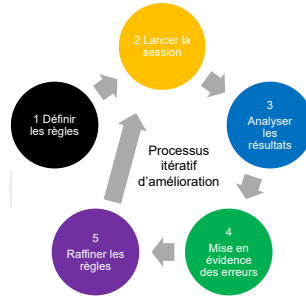 2 Lancer la
session
1 Définir
les règles
3
Analyser
les
résultats
Processus
itératif
d'amélioration
5
Raffiner les
règles
4
Mise en
évidence
des erreurs